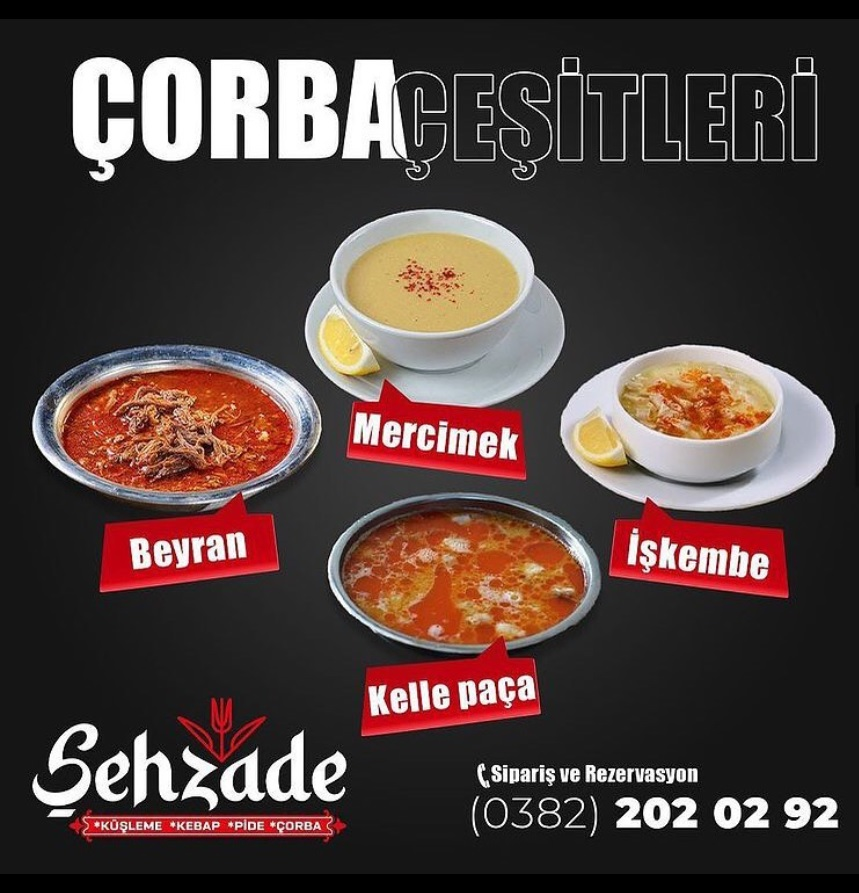 ÇORBA ÇEŞİTLERİ
Mercimek
Beyran
İşkembe
Kelle paça
Şehzade
*KÜŞLEME *KEBAP *PİDE *ÇORBA
Sipariş ve Rezervasyon
(0382) 202 02 92